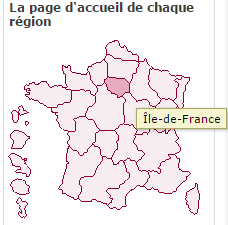 La page d'accueil de chaque
région
Île-de-France